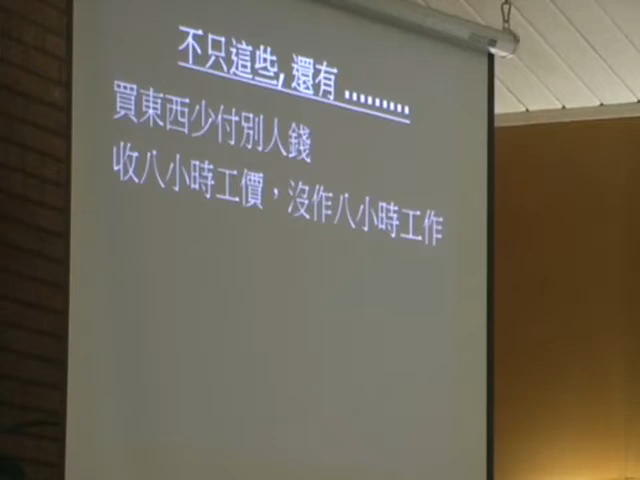 不只這些, 還有 .........
買東西少付別人錢
收八小時工價，沒作八小時工作